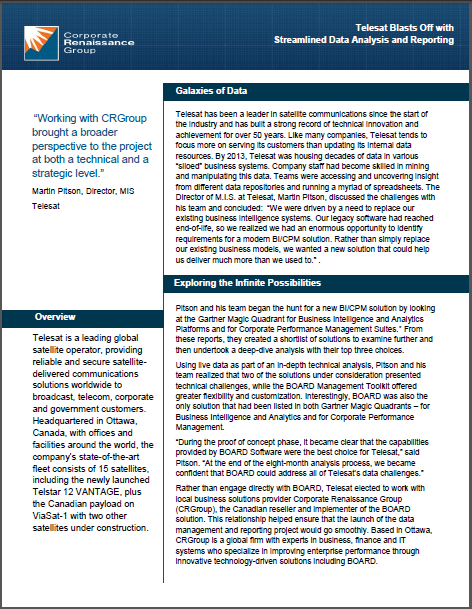 Corporate
Renaissance
Group
Telesat Blasts Off with
Streamlined Data Analysis and Reporting
“Working with CRGroup
brought a broader
perspective to the project
at both a technical and a
strategic level.”
Martin Pitson, Director, MIS
Telesat
Overview
Telesat is a leading global
satellite operator, providing
reliable and secure satellite-
delivered communications
solutions worldwide to
broadcast, telecom, corporate
and government customers.
Headquartered in Ottawa,
Canada, with offices and
facilities around the world, the
company’s state-of-the-art
fleet consists of 15 satellites,
including the newly launched
Telstar 12 VANTAGE, plus
the Canadian payload on
ViaSat-1 with two other
satellites under construction.
Galaxies of Data
Telesat has been a leader in satellite communications since the start of
the industry and has built a strong record of technical innovation and
achievement for over 50 years. Like many companies, Telesat tends to
focus more on serving its customers than updating its internal data
resources. By 2013, Telesat was housing decades of data in various
“siloed” business systems. Company staff had become skilled in mining
and manipulating this data. Teams were accessing and uncovering insight
from different data repositories and running a myriad of spreadsheets. The
Director of M.I.S. at Telesat, Martin Pitson, discussed the challenges with
his team and concluded: “We were driven by a need to replace our
existing business intelligence systems. Our legacy software had reached
end-of-life, so we realized we had an enormous opportunity to identify
requirements for a modern BI/CPM solution. Rather than simply replace
our existing business models, we wanted a new solution that could help
us deliver much more than we used to.” .
Exploring the Infinite Possibilities
Pitson and his team began the hunt for a new BI/CPM solution by looking
at the Gartner Magic Quadrant for Business Intelligence and Analytics
Platforms and for Corporate Performance Management Suites.” From
these reports, they created a shortlist of solutions to examine further and
then undertook a deep-dive analysis with their top three choices.
Using live data as part of an in-depth technical analysis, Pitson and his
team realized that two of the solutions under consideration presented
technical challenges, while the BOARD Management Toolkit offered
greater flexibility and customization. Interestingly, BOARD was also the
only solution that had been listed in both Gartner Magic Quadrants – for
Business Intelligence and Analytics and for Corporate Performance
Management.
“During the proof of concept phase, it became clear that the capabilities
provided by BOARD Software were the best choice for Telesat,” said
Pitson. “At the end of the eight-month analysis process, we became
confident that BOARD could address all of Telesat’s data challenges.”
Rather than engage directly with BOARD, Telesat elected to work with
local business solutions provider Corporate Renaissance Group
(CRGroup), the Canadian reseller and implementer of the BOARD
solution. This relationship helped ensure that the launch of the data
management and reporting project would go smoothly. Based in Ottawa,
CRGroup is a global firm with experts in business, finance and IT
systems who specialize in improving enterprise performance through
innovative technology-driven solutions including BOARD.